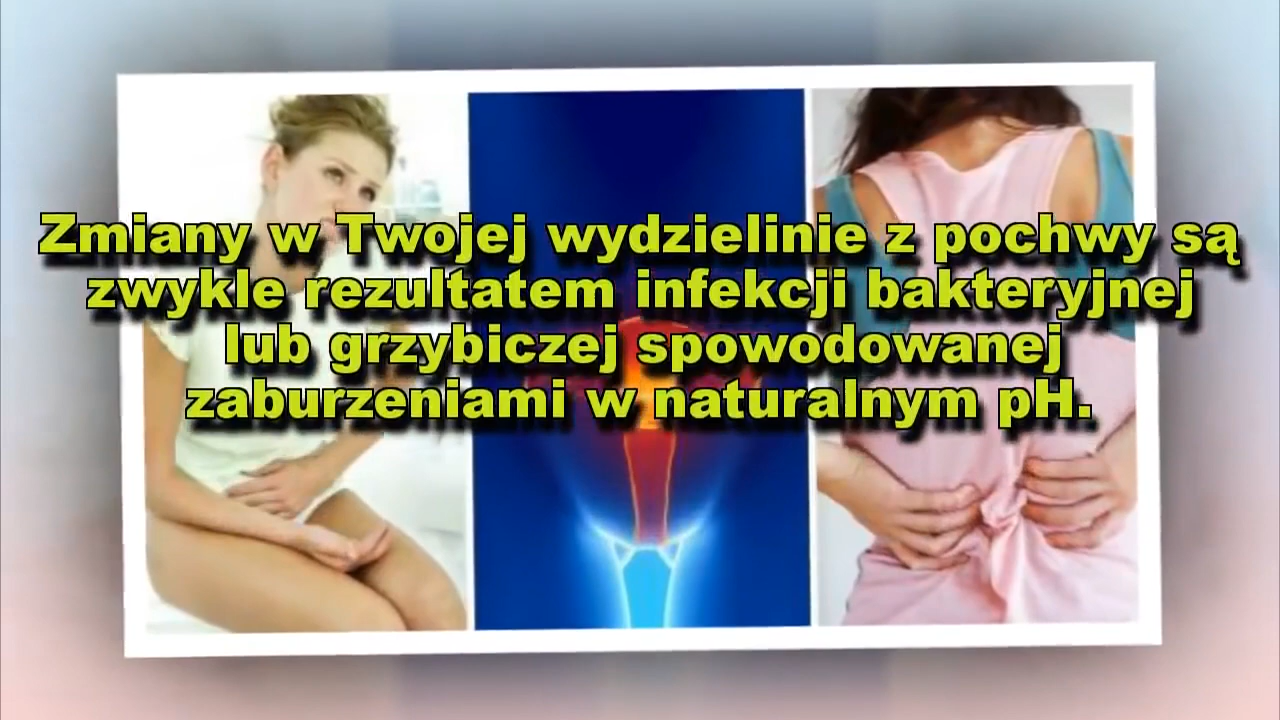 Zmiany w Twojej wydzielinie z pochwy są
zwykle rezultatem infekcji bakteryjnej
lub grzybiczej spowodowanej
zaburzeniami w naturalnym pH.